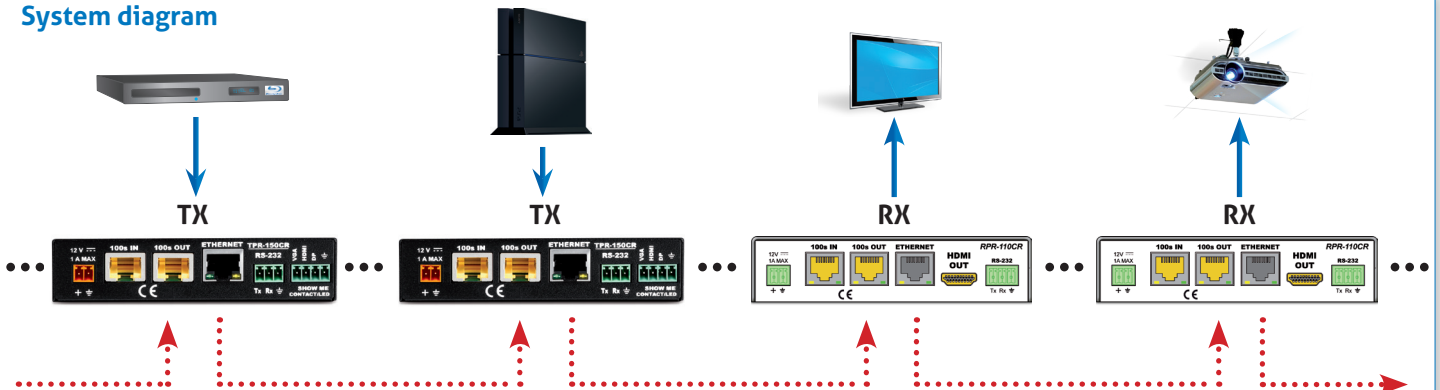 System diagram
TX
TX
RX
RX
12 V
1 A MAX
100s IN
100s OUT
ETHERNET
TPR-150CR
RS-232
VGA
HDMI
DP
+
Tx Rx
SHOW ME
CONTACT/LED
CE
12 V
1 A MAX
100s IN
100s OUT
ETHERNET
TPR-150CR
RS-232
VGA
HDMI
DP
+
Tx Rx
SHOW ME
CONTACT/LED
CE
12V
1A MAX
100s IN
100s OUT
ETHERNET
RPR-110CR
HDMI
OUT
RS-232
+
Tx Rx
CE
12V
1A MAX
100s IN
100s OUT
ETHERNET
RPR-110CR
HDMI
OUT
RS-232
+
Tx Rx
CE